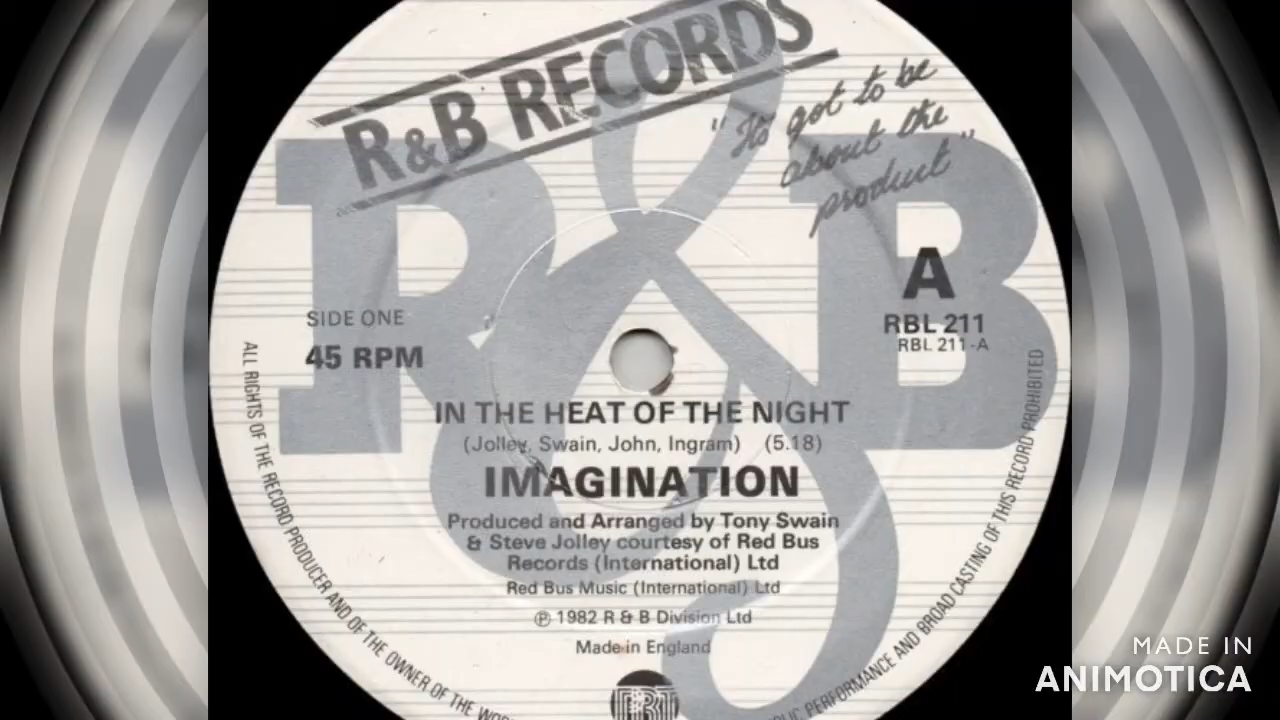 R&B RECORDS
"It's got to be
about the
product"
R&B
A
SIDE ONE
RBL 211
RBL 211-A
45 RPM
IN THE HEAT OF THE NIGHT
(Jolley, Swain, John, Ingram) (5.18)
IMAGINATION
Produced and Arranged by Tony Swain
& Steve Jolley courtesy of Red Bus
Records (International) Ltd
Red Bus Music (International) Ltd
℗ 1982 R & B Division Ltd
Made in England
PRT
ALL RIGHTS OF THE RECORD PRODUCER AND OF THE OWNER OF THE
PERFORMANCE AND BROAD CASTING OF THIS RECORD PROHIBITED
MADE IN
ANIMOTICA